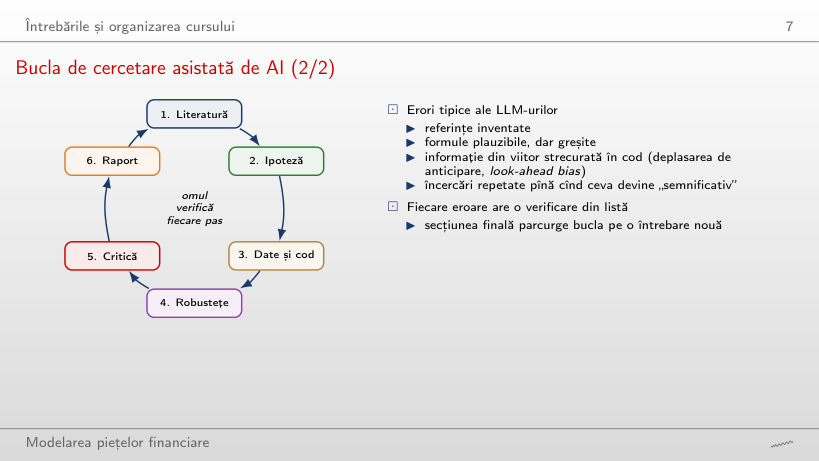 Întrebările și organizarea cursului
7
Bucla de cercetare asistată de AI (2/2)
1. Literatură
2. Ipoteză
3. Date și cod
4. Robustețe
5. Critică
6. Raport
omul
verifică
fiecare pas
Erori tipice ale LLM-urilor
referințe inventate
formule plauzibile, dar greșite
informație din viitor strecurată în cod (deplasarea de
anticipare, look-ahead bias)
încercări repetate pînă cînd ceva devine „semnificativ”
Fiecare eroare are o verificare din listă
secțiunea finală parcurge bucla pe o întrebare nouă
Modelarea piețelor financiare